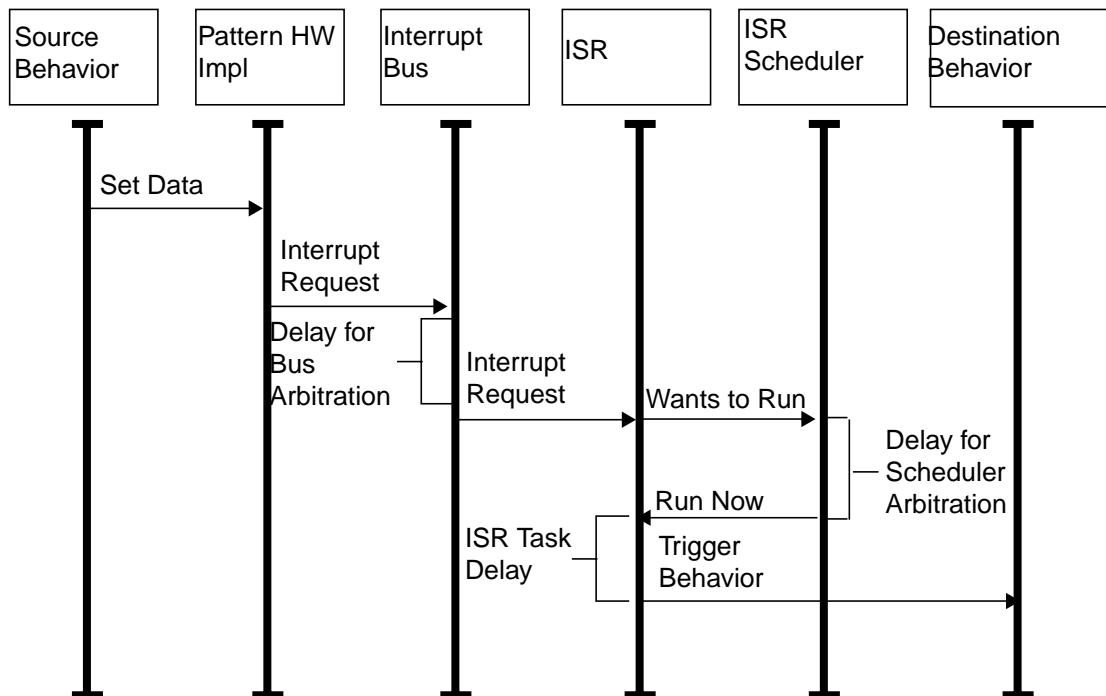 Source
Behavior
Pattern HW
Impl
Interrupt
Bus
ISR
ISR
Scheduler
Destination
Behavior
Set Data
Interrupt
Request
Delay for
Bus
Arbitration
Interrupt
Request
Wants to Run
Delay for
Scheduler
Arbitration
Run Now
ISR Task
Delay
Trigger
Behavior